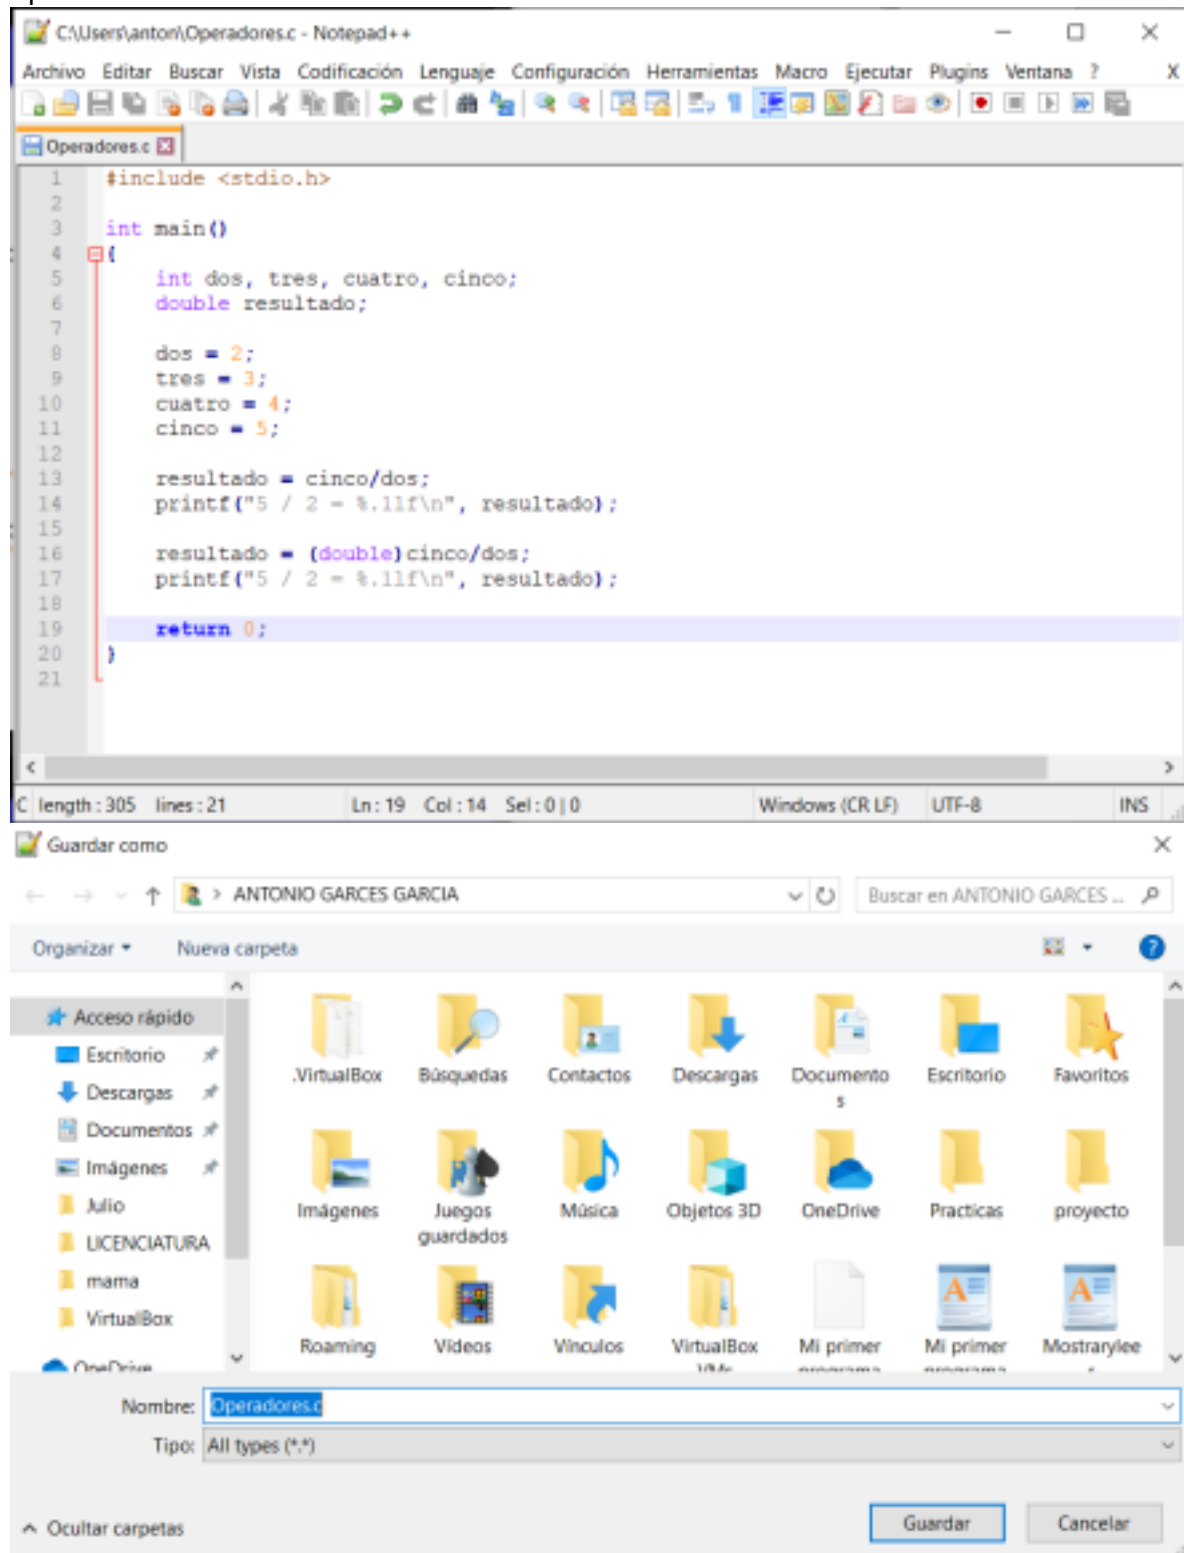 C:\Users\anton\Operadores.c - Notepad++
Archivo Editar Buscar Vista Codificación Lenguaje Configuración Herramientas Macro Ejecutar Plugins Ventana ? X
Operadores.c
1 #include <stdio.h>
2
3 int main()
4 {
5 int dos, tres, cuatro, cinco;
6 double resultado;
7
8 dos = 2;
9 tres = 3;
10 cuatro = 4;
11 cinco = 5;
12
13 resultado = cinco/dos;
14 printf("5 / 2 = %.1lf\n", resultado);
15
16 resultado = (double)cinco/dos;
17 printf("5 / 2 = %.1lf\n", resultado);
18
19 return 0;
20 }
21
C length : 305 lines : 21 Ln : 19 Col : 14 Sel : 0 | 0 Windows (CR LF) UTF-8 INS
Guardar como
> ANTONIO GARCES GARCIA
Buscar en ANTONIO GARCES ...
Organizar Nueva carpeta
Acceso rápido
Escritorio
Descargas
Documentos
Imágenes
Julio
LICENCIATURA
mama
VirtualBox
OneDrive
.VirtualBox Búsquedas Contactos Descargas Documento Escritorio Favoritos
s
Imágenes Juegos Música Objetos 3D OneDrive Practicas proyecto
guardados
Roaming Vídeos Vínculos VirtualBox Mi primer Mi primer Mostrarylee
VMs programa programa s
Nombre: Operadores.c
Tipo: All types (*.*)
Ocultar carpetas
Guardar Cancelar